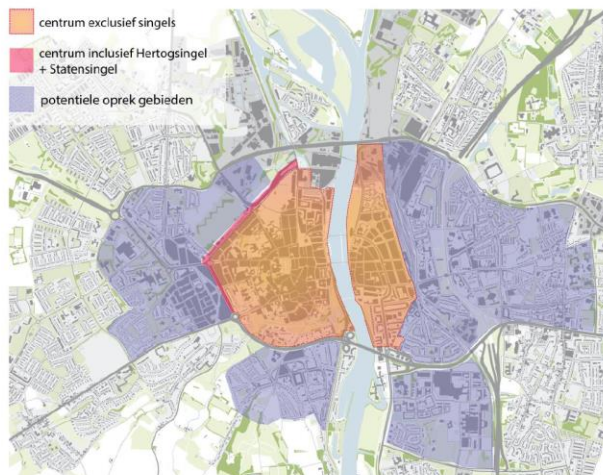 centrum exclusief singels
centrum inclusief Hertogsingel
+ Statensingel
potentiele oprek gebieden